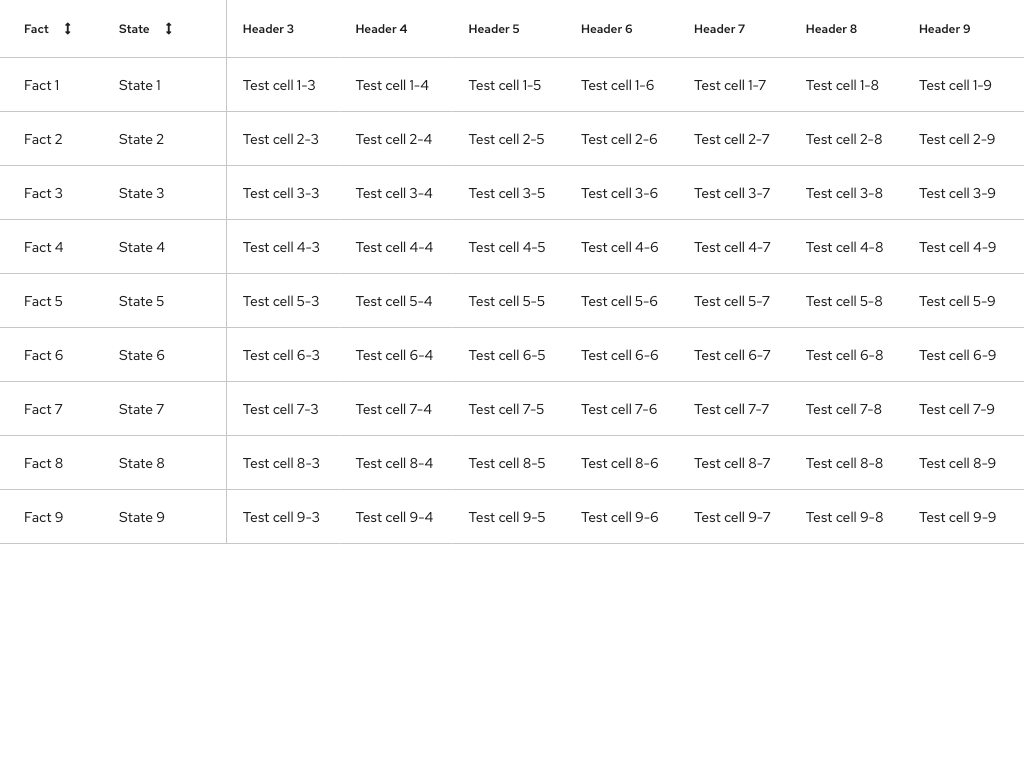 Fact State Header 3 Header 4 Header 5 Header 6 Header 7 Header 8 Header 9
Fact 1 State 1 Test cell 1-3 Test cell 1-4 Test cell 1-5 Test cell 1-6 Test cell 1-7 Test cell 1-8 Test cell 1-9
Fact 2 State 2 Test cell 2-3 Test cell 2-4 Test cell 2-5 Test cell 2-6 Test cell 2-7 Test cell 2-8 Test cell 2-9
Fact 3 State 3 Test cell 3-3 Test cell 3-4 Test cell 3-5 Test cell 3-6 Test cell 3-7 Test cell 3-8 Test cell 3-9
Fact 4 State 4 Test cell 4-3 Test cell 4-4 Test cell 4-5 Test cell 4-6 Test cell 4-7 Test cell 4-8 Test cell 4-9
Fact 5 State 5 Test cell 5-3 Test cell 5-4 Test cell 5-5 Test cell 5-6 Test cell 5-7 Test cell 5-8 Test cell 5-9
Fact 6 State 6 Test cell 6-3 Test cell 6-4 Test cell 6-5 Test cell 6-6 Test cell 6-7 Test cell 6-8 Test cell 6-9
Fact 7 State 7 Test cell 7-3 Test cell 7-4 Test cell 7-5 Test cell 7-6 Test cell 7-7 Test cell 7-8 Test cell 7-9
Fact 8 State 8 Test cell 8-3 Test cell 8-4 Test cell 8-5 Test cell 8-6 Test cell 8-7 Test cell 8-8 Test cell 8-9
Fact 9 State 9 Test cell 9-3 Test cell 9-4 Test cell 9-5 Test cell 9-6 Test cell 9-7 Test cell 9-8 Test cell 9-9